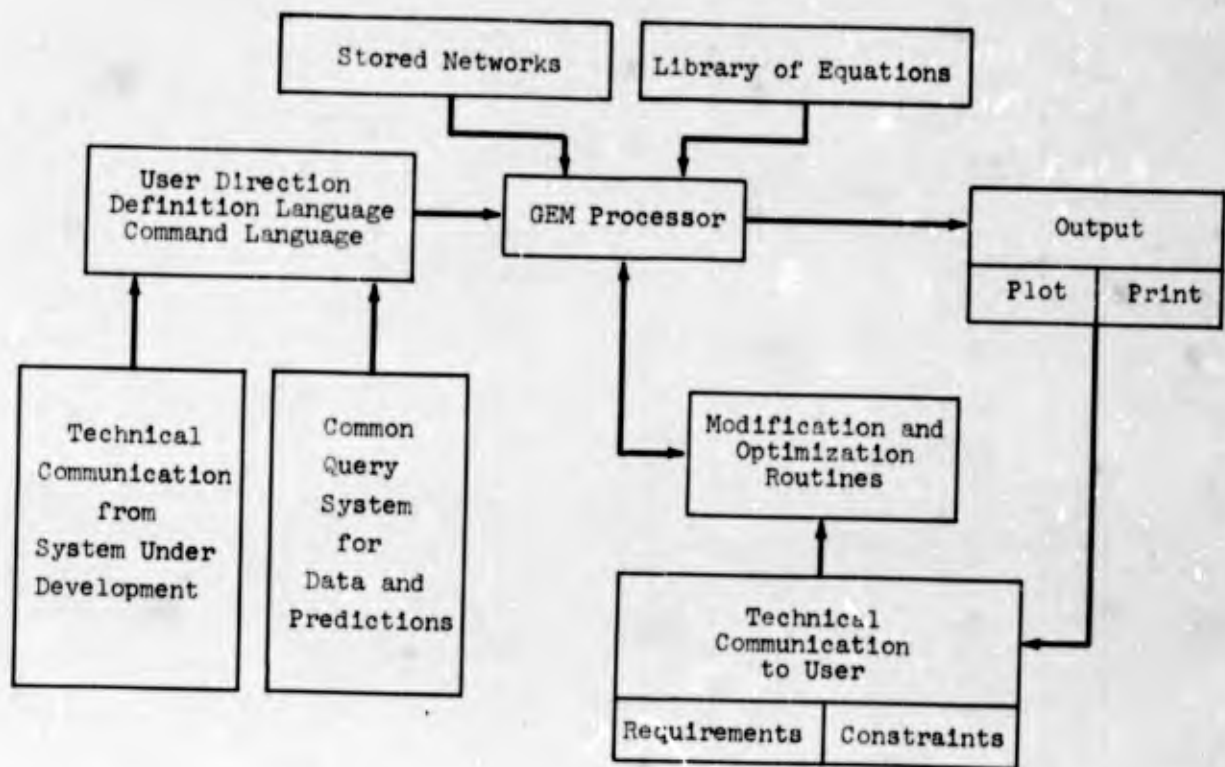 Stored Networks
Library of Equations
User Direction
Definition Language
Command Language
GEM Processor
Output
Plot
Print
Technical
Communication
from
System Under
Development
Common
Query
System
for
Data and
Predictions
Modification and
Optimization
Routines
Technical
Communication
to User
Requirements
Constraints